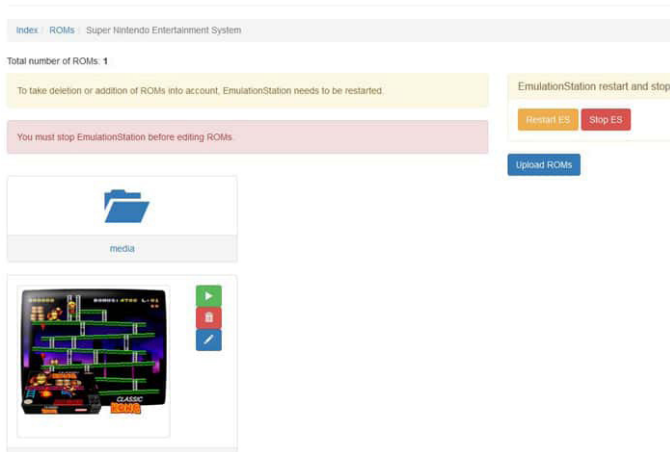 Index / ROMs / Super Nintendo Entertainment System
Total number of ROMs: 1
To take deletion or addition of ROMs into account, EmulationStation needs to be restarted.
EmulationStation restart and stop
Restart ES
Stop ES
You must stop EmulationStation before editing ROMs.
Upload ROMs
media
CLASSIC
KONG